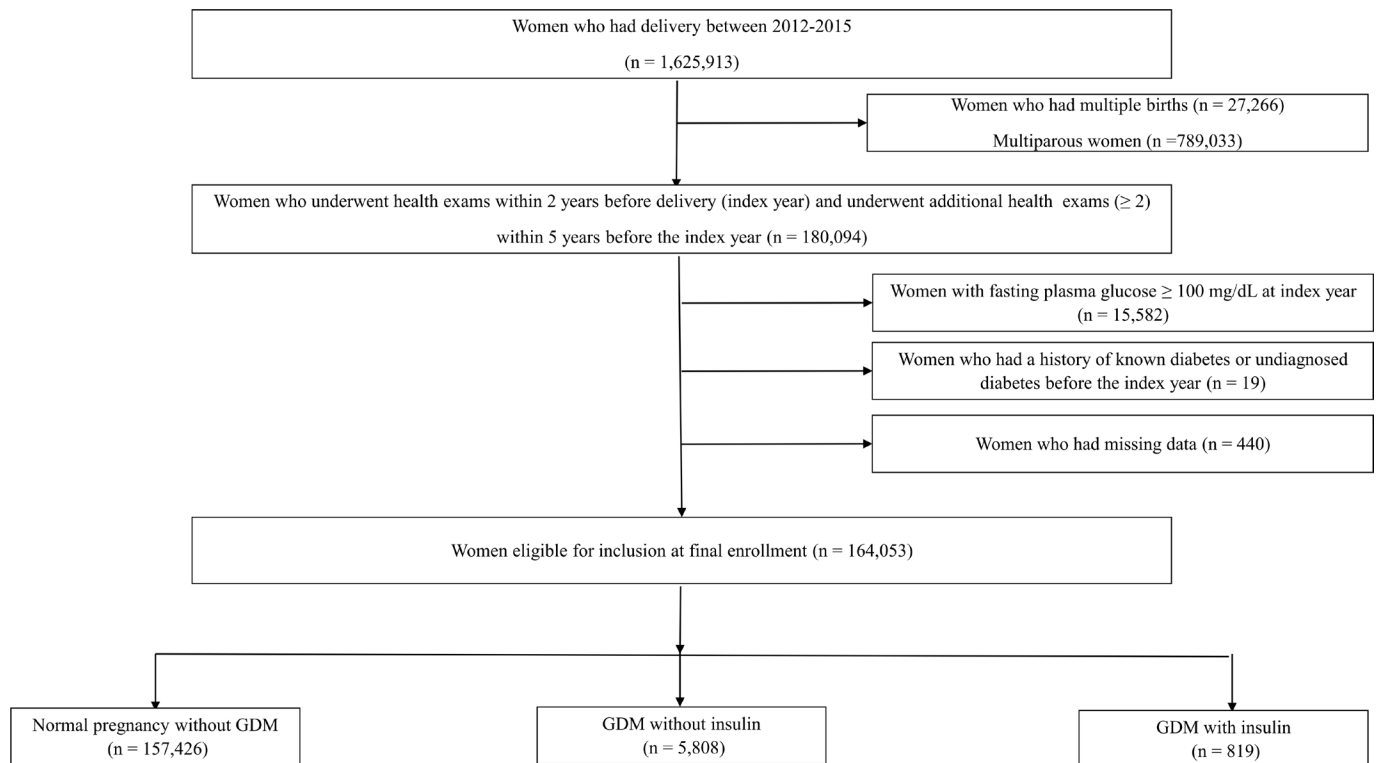 Women who had delivery between 2012-2015
(n = 1,625,913)
Women who had multiple births (n = 27,266)
Multiparous women (n =789,033)
Women who underwent health exams within 2 years before delivery (index year) and underwent additional health exams (≥ 2)
within 5 years before the index year (n = 180,094)
Women with fasting plasma glucose ≥ 100 mg/dL at index year
(n = 15,582)
Women who had a history of known diabetes or undiagnosed
diabetes before the index year (n = 19)
Women who had missing data (n = 440)
Women eligible for inclusion at final enrollment (n = 164,053)
Normal pregnancy without GDM
(n = 157,426)
GDM without insulin
(n = 5,808)
GDM with insulin
(n = 819)